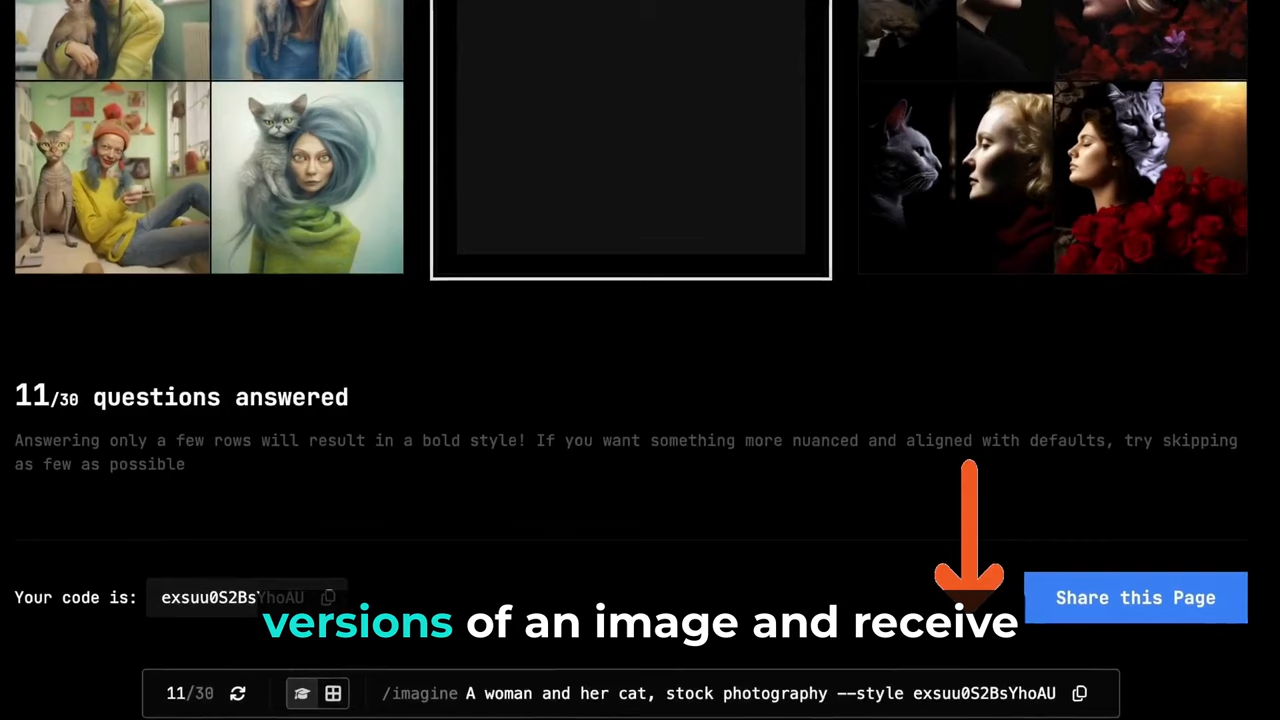 11/30 questions answered
Answering only a few rows will result in a bold style! If you want something more nuanced and aligned with defaults, try skipping
as few as possible
Your code is: exsuu0S2BsYhoAU
Share this Page
versions of an image and receive
11/30 /imagine A woman and her cat, stock photography --style exsuu0S2BsYhoAU